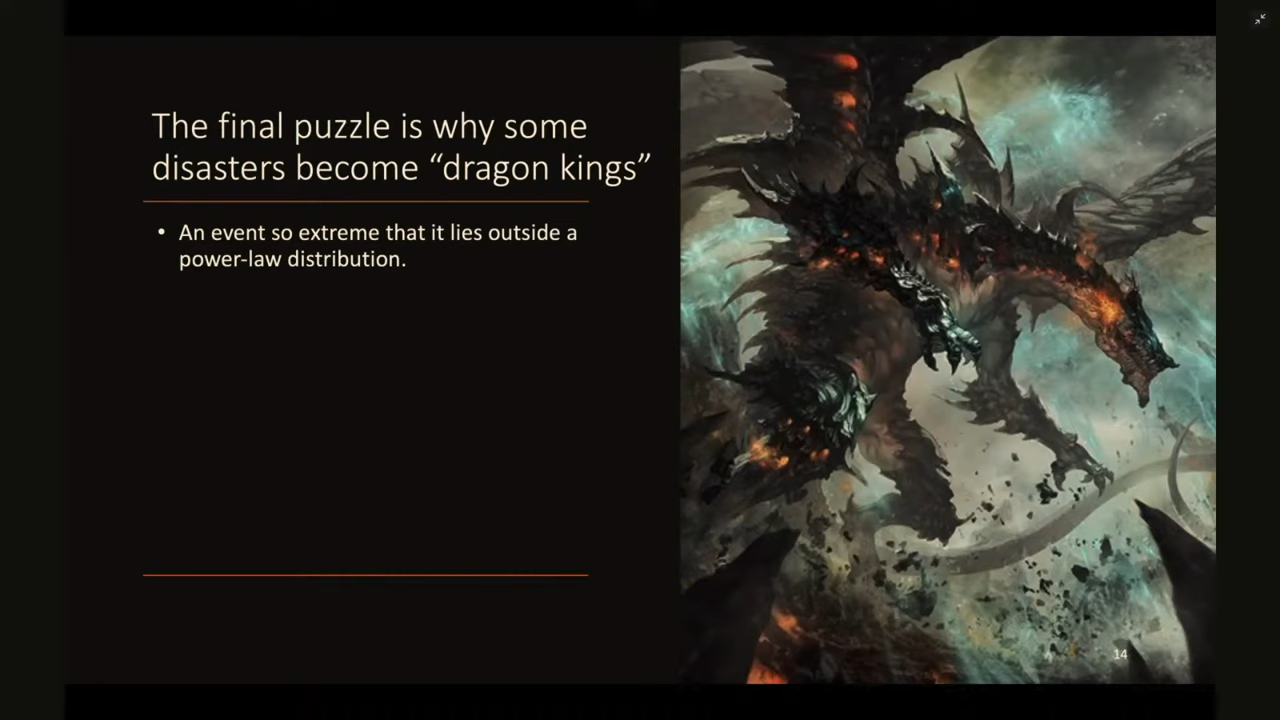 The final puzzle is why some
disasters become “dragon kings”
• An event so extreme that it lies outside a
power-law distribution.
14